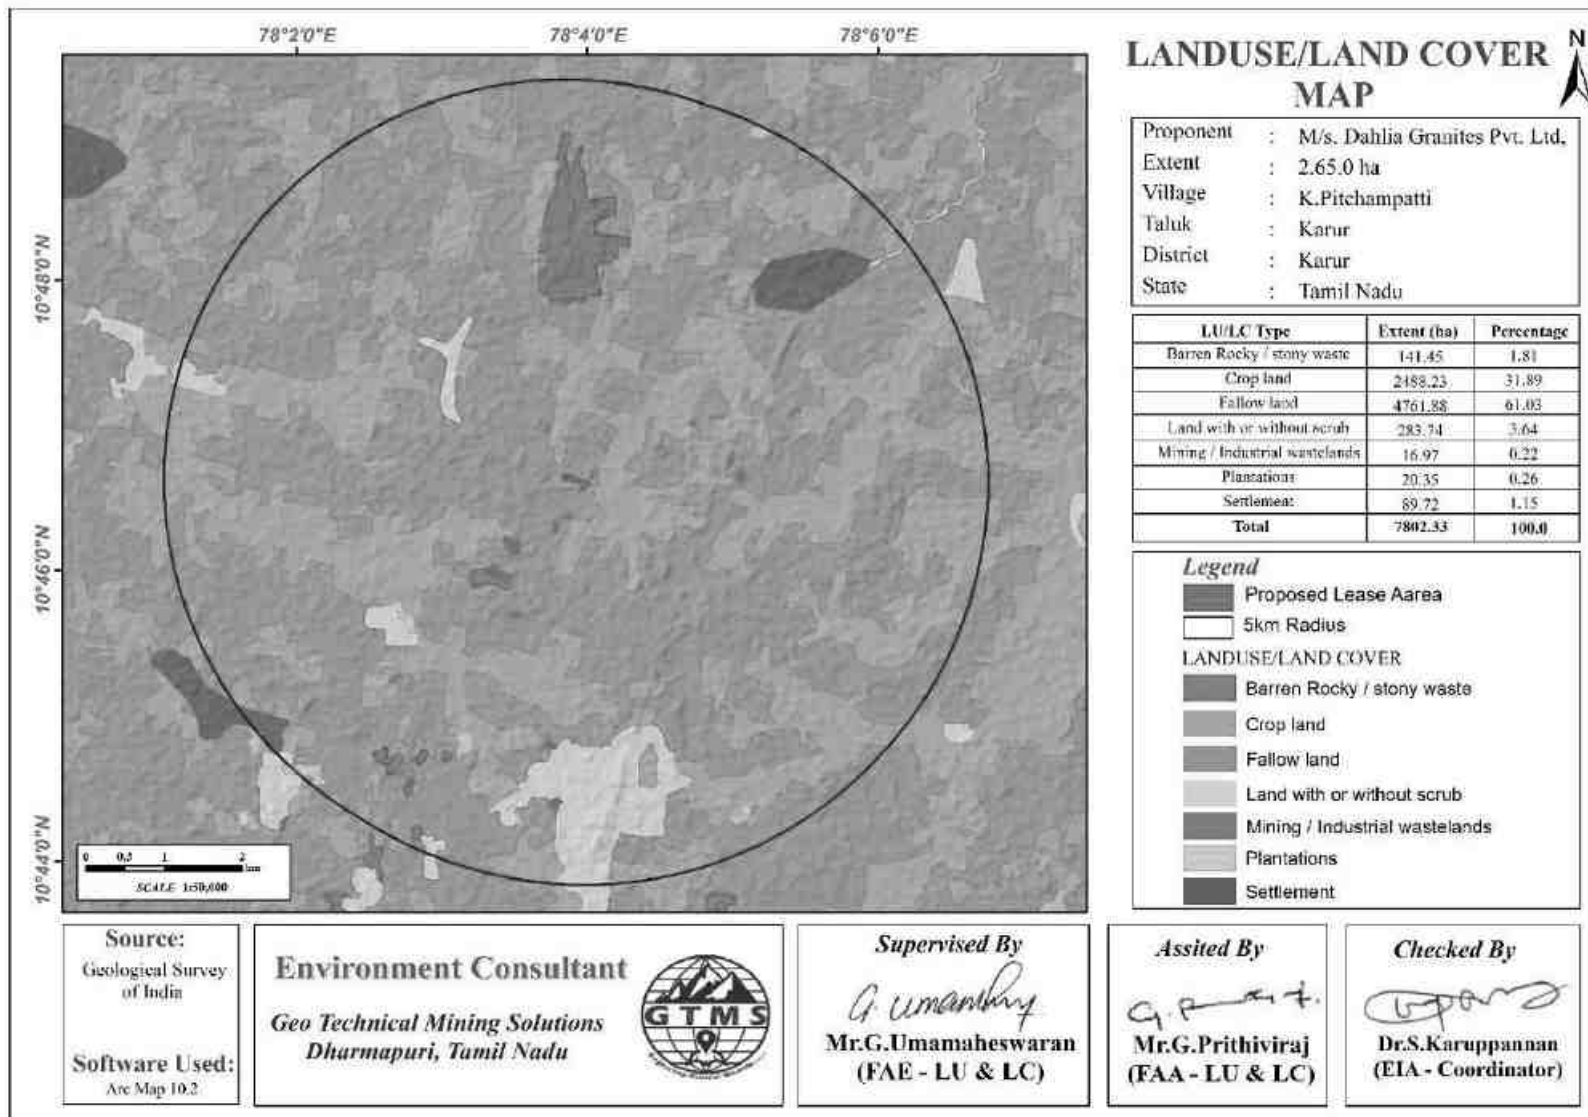 78°2'0"E 78°4'0"E 78°6'0"E
10°48'0"N
10°46'0"N
10°44'0"N
0 0.5 1 2
km
SCALE 1:50,000
LANDUSE/LAND COVER
MAP
N
Proponent : M/s. Dahlia Granites Pvt. Ltd,
Extent : 2.65.0 ha
Village : K.Pitchampatti
Taluk : Karur
District : Karur
State : Tamil Nadu
LU/LC Type Extent (ha) Percentage
Barren Rocky / stony waste 141.45 1.81
Crop land 2488.23 31.89
Fallow land 4761.88 61.03
Land with or without scrub 283.74 3.64
Mining / Industrial wastelands 16.97 0.22
Plantations 20.35 0.26
Settlement 89.72 1.15
Total 7802.33 100.0
Legend
Proposed Lease Aarea
5km Radius
LANDUSE/LAND COVER
Barren Rocky / stony waste
Crop land
Fallow land
Land with or without scrub
Mining / Industrial wastelands
Plantations
Settlement
Source:
Geological Survey
of India
Software Used:
Arc Map 10.2
Environment Consultant
Geo Technical Mining Solutions
Dharmapuri, Tamil Nadu
GTMS
Supervised By
G. Umamhny
Mr.G.Umamaheswaran
(FAE - LU & LC)
Assited By
Mr.G.Prithiviraj
(FAA - LU & LC)
Checked By
Dr.S.Karuppannan
(EIA - Coordinator)